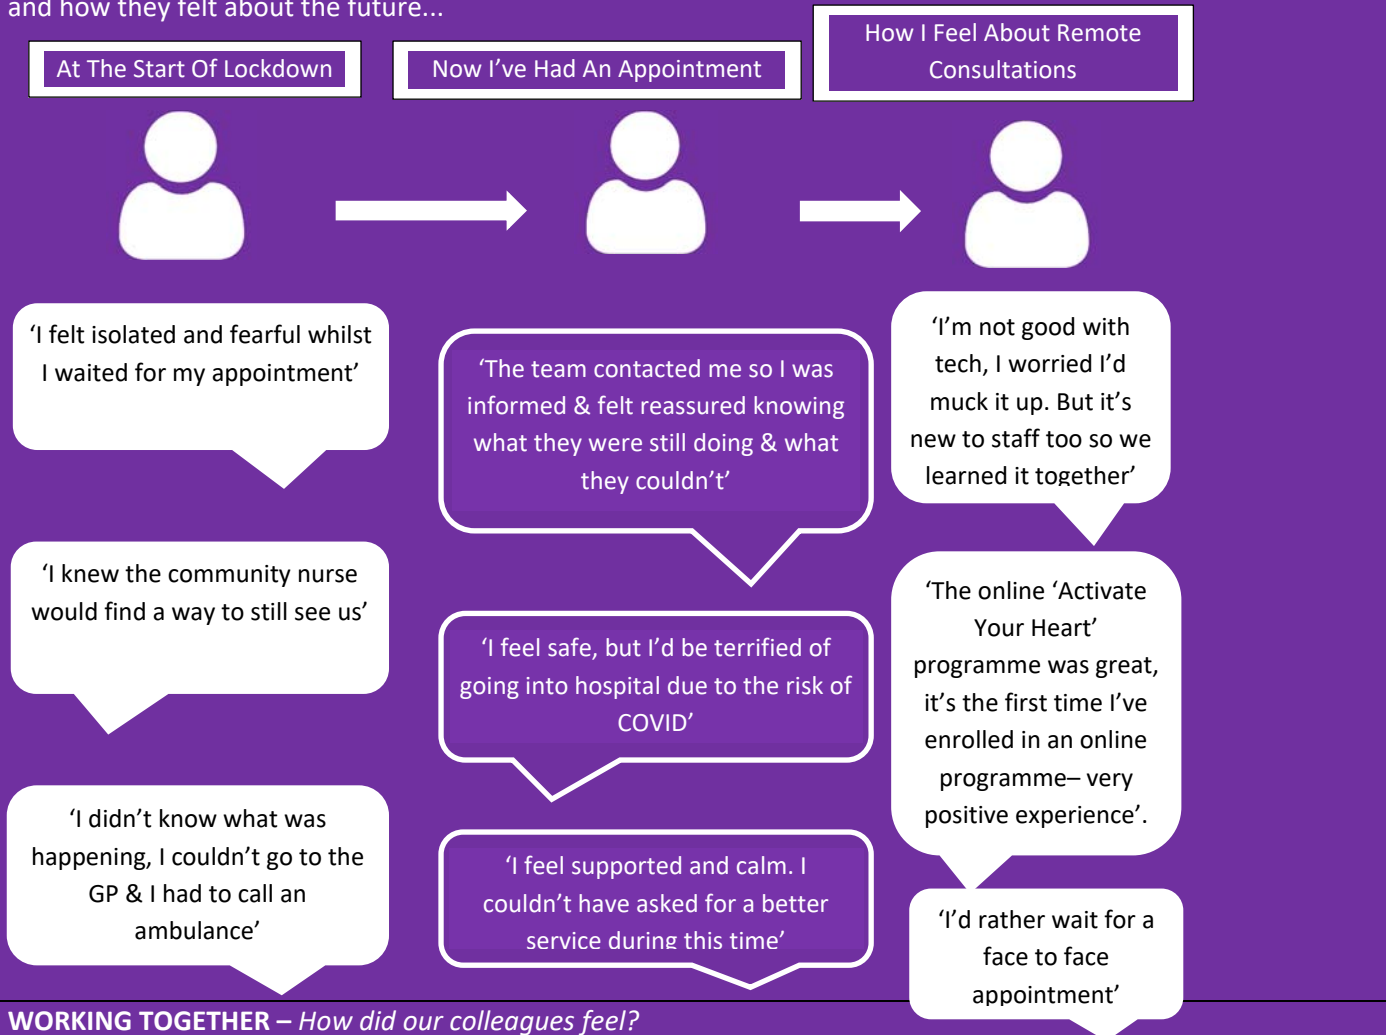 and how they felt about the future...
At The Start Of Lockdown
Now I’ve Had An Appointment
How I Feel About Remote
Consultations
‘I felt isolated and fearful whilst
I waited for my appointment’
‘I knew the community nurse
would find a way to still see us’
‘I didn’t know what was
happening, I couldn’t go to the
GP & I had to call an
ambulance’
‘The team contacted me so I was
informed & felt reassured knowing
what they were still doing & what
they couldn’t’
‘I feel safe, but I’d be terrified of
going into hospital due to the risk of
COVID’
‘I feel supported and calm. I
couldn’t have asked for a better
service during this time’
‘I’m not good with
tech, I worried I’d
muck it up. But it’s
new to staff too so we
learned it together’
‘The online ‘Activate
Your Heart’
programme was great,
it’s the first time I’ve
enrolled in an online
programme– very
positive experience’.
‘I’d rather wait for a
face to face
appointment’
WORKING TOGETHER – How did our colleagues feel?